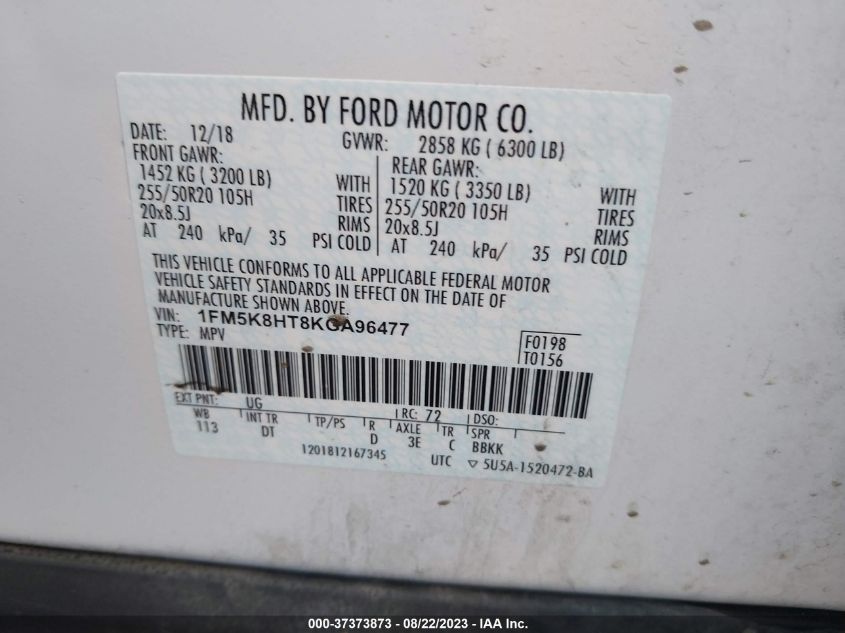 MFD. BY FORD MOTOR CO.
DATE: 12/18 GVWR: 2858 KG ( 6300 LB)
FRONT GAWR: REAR GAWR:
1452 KG ( 3200 LB) WITH 1520 KG ( 3350 LB) WITH
255/50R20 105H TIRES 255/50R20 105H TIRES
20x8.5J RIMS 20x8.5J RIMS
AT 240 kPa/ 35 PSI COLD AT 240 kPa/ 35 PSI COLD
THIS VEHICLE CONFORMS TO ALL APPLICABLE FEDERAL MOTOR
VEHICLE SAFETY STANDARDS IN EFFECT ON THE DATE OF
MANUFACTURE SHOWN ABOVE.
VIN: 1FM5K8HT8KGA96477
TYPE: MPV
F0198
T0156
EXT PNT: UG RC: 72 DSO:
WB INT TR TP/PS R AXLE TR SPR
113 DT D 3E C BBKK
1201812167345 UTC ▽ 5U5A-1520472-BA
000-37373873 - 08/22/2023 - IAA Inc.